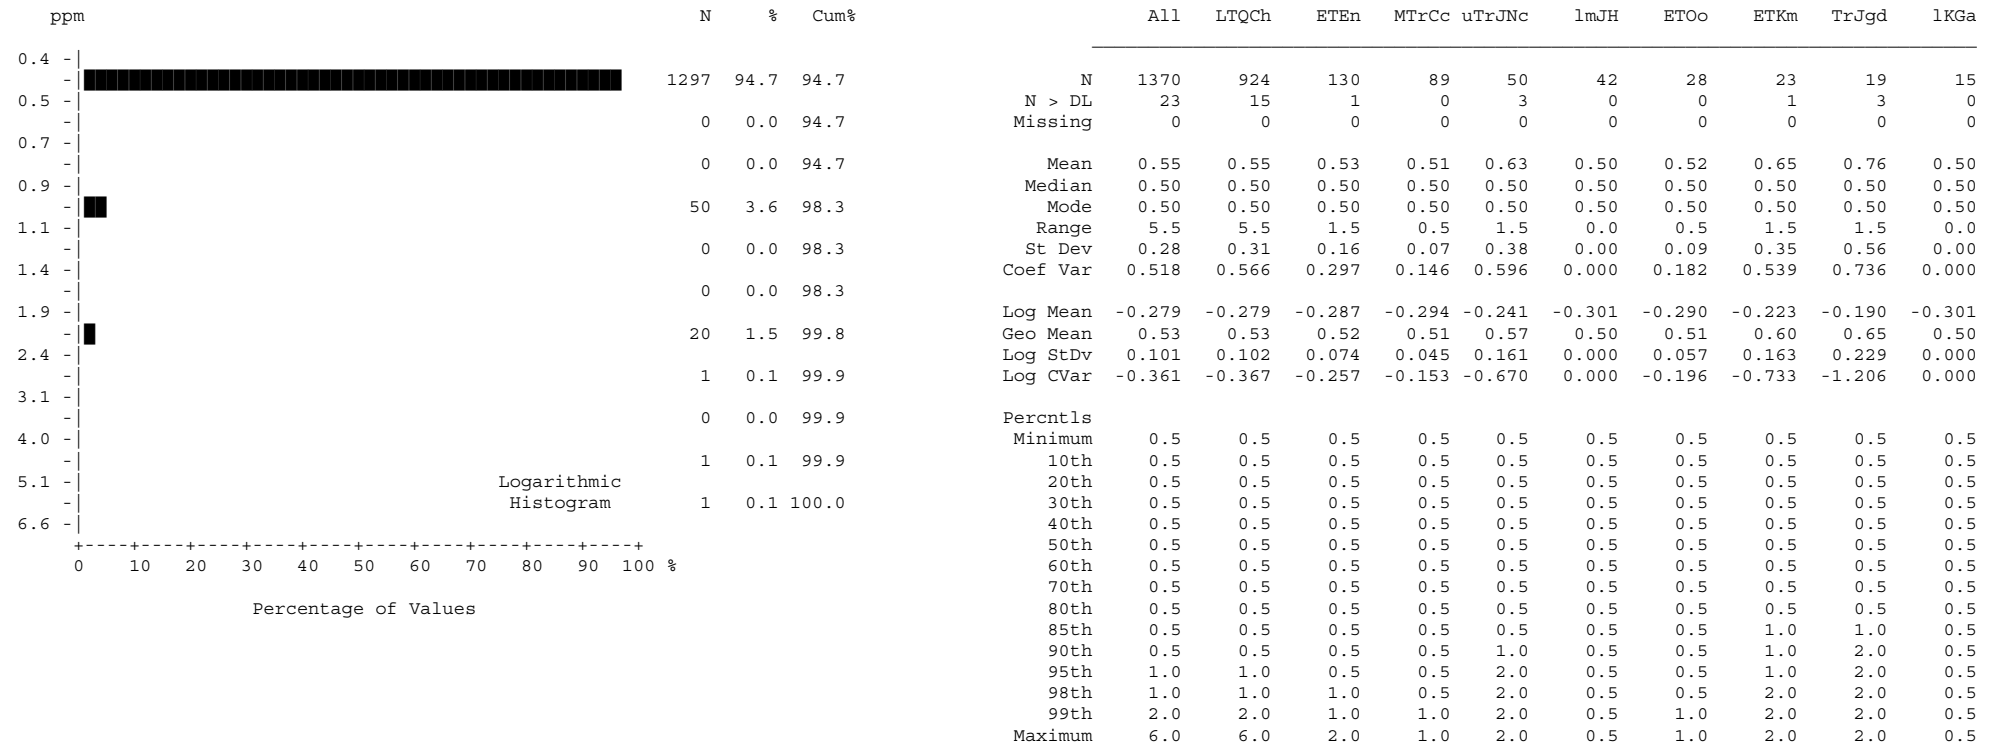 ppm N % Cum% All LTQCh ETEn MTrCc uTrJNc lmJH ETOo ETKm TrJgd lKGa
0.4 -|
-| 1297 94.7 94.7 N 1370 924 130 89 50 42 28 23 19 15
0.5 -| N > DL 23 15 1 0 3 0 0 1 3 0
-| 0 0.0 94.7 Missing 0 0 0 0 0 0 0 0 0 0
0.7 -|
-| 0 0.0 94.7 Mean 0.55 0.55 0.53 0.51 0.63 0.50 0.52 0.65 0.76 0.50
0.9 -| Median 0.50 0.50 0.50 0.50 0.50 0.50 0.50 0.50 0.50 0.50
-| 50 3.6 98.3 Mode 0.50 0.50 0.50 0.50 0.50 0.50 0.50 0.50 0.50 0.50
1.1 -| Range 5.5 5.5 1.5 0.5 1.5 0.0 0.5 1.5 1.5 0.0
-| 0 0.0 98.3 St Dev 0.28 0.31 0.16 0.07 0.38 0.00 0.09 0.35 0.56 0.00
1.4 -| Coef Var 0.518 0.566 0.297 0.146 0.596 0.000 0.182 0.539 0.736 0.000
-| 0 0.0 98.3
1.9 -| Log Mean -0.279 -0.279 -0.287 -0.294 -0.241 -0.301 -0.290 -0.223 -0.190 -0.301
-| 20 1.5 99.8 Geo Mean 0.53 0.53 0.52 0.51 0.57 0.50 0.51 0.60 0.65 0.50
2.4 -| Log StDv 0.101 0.102 0.074 0.045 0.161 0.000 0.057 0.163 0.229 0.000
-| 1 0.1 99.9 Log CVar -0.361 -0.367 -0.257 -0.153 -0.670 0.000 -0.196 -0.733 -1.206 0.000
3.1 -|
-| 0 0.0 99.9 Percntls
4.0 -| Minimum 0.5 0.5 0.5 0.5 0.5 0.5 0.5 0.5 0.5 0.5
-| 1 0.1 99.9 10th 0.5 0.5 0.5 0.5 0.5 0.5 0.5 0.5 0.5 0.5
5.1 -| Logarithmic 20th 0.5 0.5 0.5 0.5 0.5 0.5 0.5 0.5 0.5 0.5
-| Histogram 1 0.1 100.0 30th 0.5 0.5 0.5 0.5 0.5 0.5 0.5 0.5 0.5 0.5
6.6 -| 40th 0.5 0.5 0.5 0.5 0.5 0.5 0.5 0.5 0.5 0.5
+----+----+----+----+----+----+----+----+----+----+ 50th 0.5 0.5 0.5 0.5 0.5 0.5 0.5 0.5 0.5 0.5
0 10 20 30 40 50 60 70 80 90 100 % 60th 0.5 0.5 0.5 0.5 0.5 0.5 0.5 0.5 0.5 0.5
70th 0.5 0.5 0.5 0.5 0.5 0.5 0.5 0.5 0.5 0.5
Percentage of Values 80th 0.5 0.5 0.5 0.5 0.5 0.5 0.5 0.5 0.5 0.5
85th 0.5 0.5 0.5 0.5 0.5 0.5 0.5 1.0 1.0 0.5
90th 0.5 0.5 0.5 0.5 1.0 0.5 0.5 1.0 2.0 0.5
95th 1.0 1.0 0.5 0.5 2.0 0.5 0.5 1.0 2.0 0.5
98th 1.0 1.0 1.0 0.5 2.0 0.5 0.5 2.0 2.0 0.5
99th 2.0 2.0 1.0 1.0 2.0 0.5 1.0 2.0 2.0 0.5
Maximum 6.0 6.0 2.0 1.0 2.0 0.5 1.0 2.0 2.0 0.5